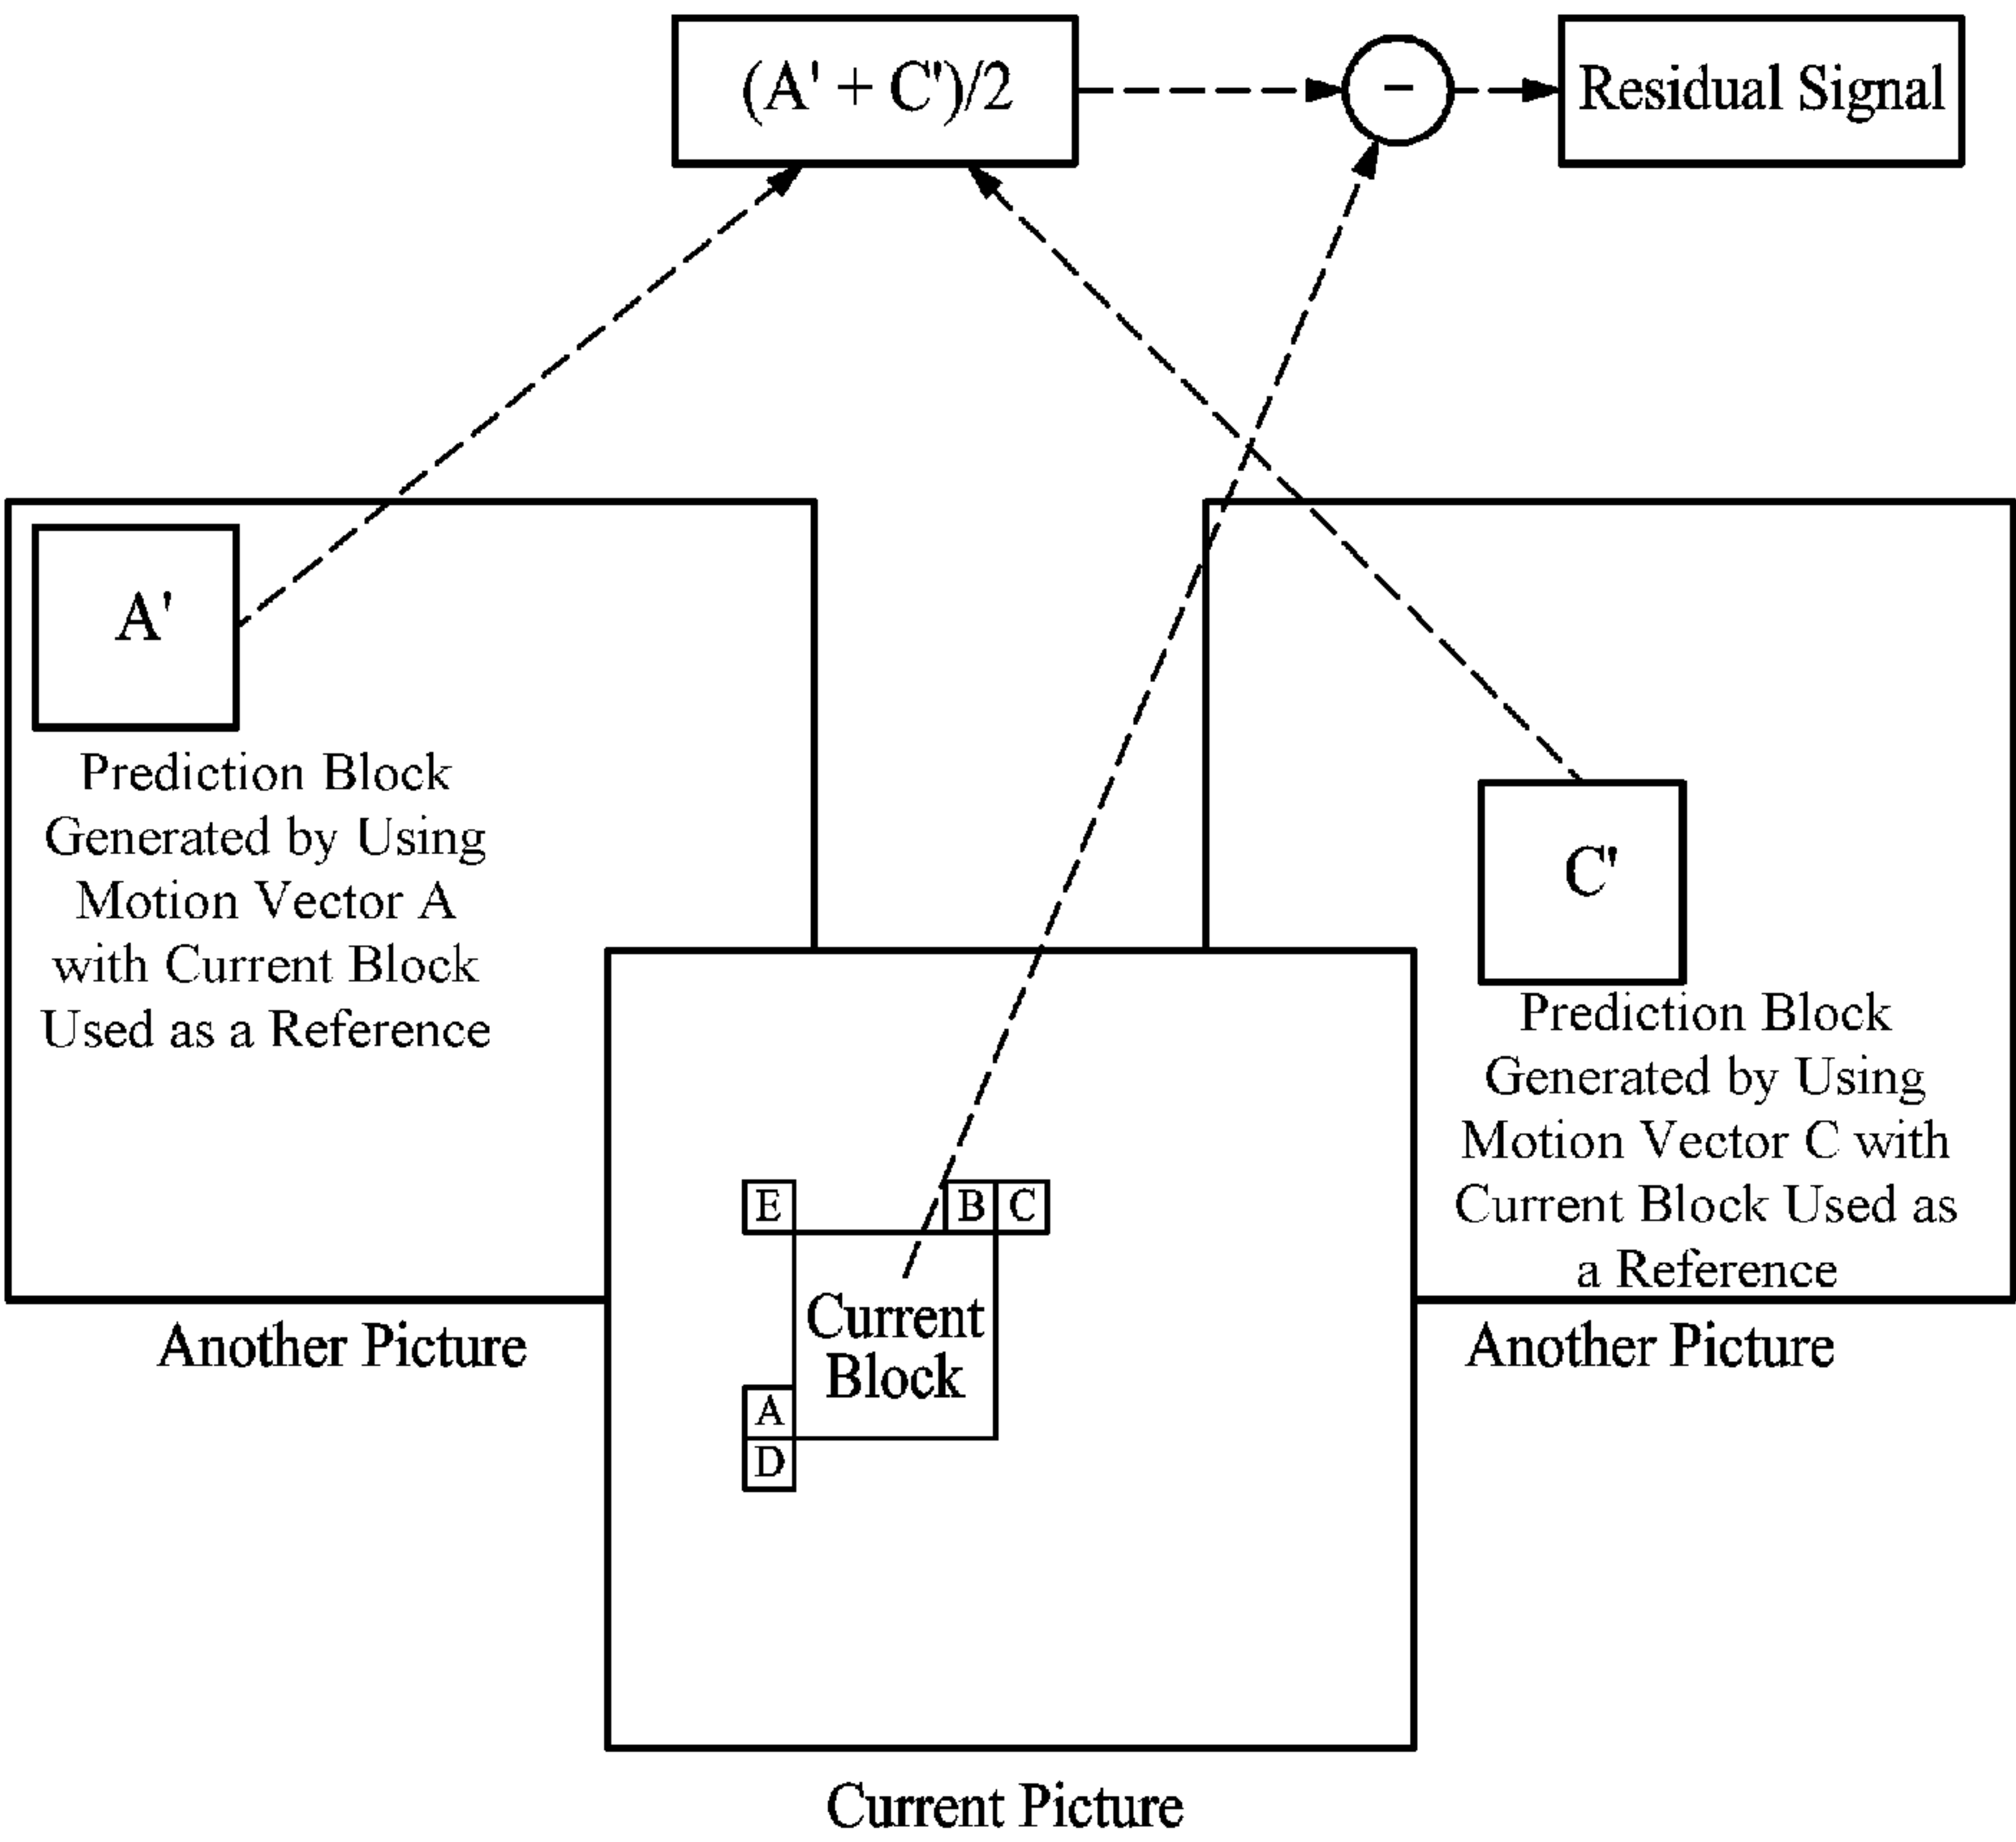 (A' + C')/2
-
Residual Signal
A'
Prediction Block
Generated by Using
Motion Vector A
with Current Block
Used as a Reference
Another Picture
C'
Prediction Block
Generated by Using
Motion Vector C with
Current Block Used as
a Reference
Another Picture
E
B
C
Current
Block
A
D
Current Picture